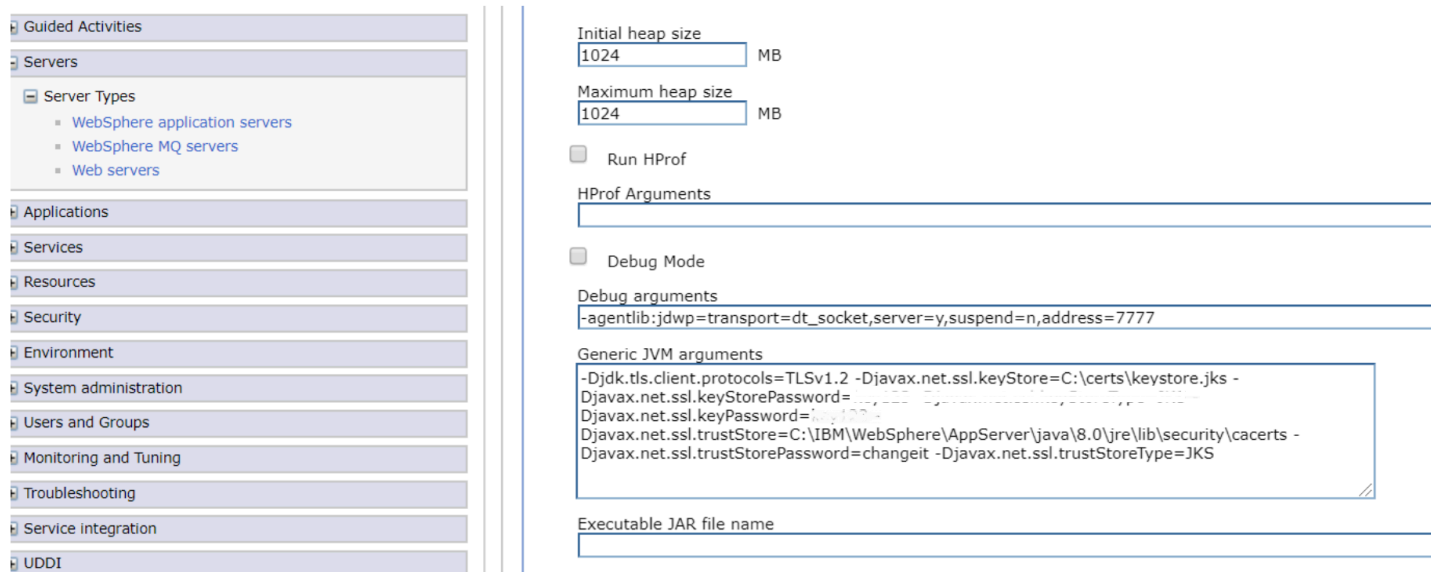 Guided Activities
Servers
Server Types
WebSphere application servers
WebSphere MQ servers
Web servers
Applications
Services
Resources
Security
Environment
System administration
Users and Groups
Monitoring and Tuning
Troubleshooting
Service integration
UDDI
Initial heap size
1024 MB
Maximum heap size
1024 MB
Run HProf
HProf Arguments
Debug Mode
Debug arguments
-agentlib:jdwp=transport=dt_socket,server=y,suspend=n,address=7777
Generic JVM arguments
-Djdk.tls.client.protocols=TLSv1.2 -Djavax.net.ssl.keyStore=C:\certs\keystore.jks -
Djavax.net.ssl.keyStorePassword=
Djavax.net.ssl.keyPassword=
Djavax.net.ssl.trustStore=C:\IBM\WebSphere\AppServer\java\8.0\jre\lib\security\cacerts -
Djavax.net.ssl.trustStorePassword=changeit -Djavax.net.ssl.trustStoreType=JKS
Executable JAR file name